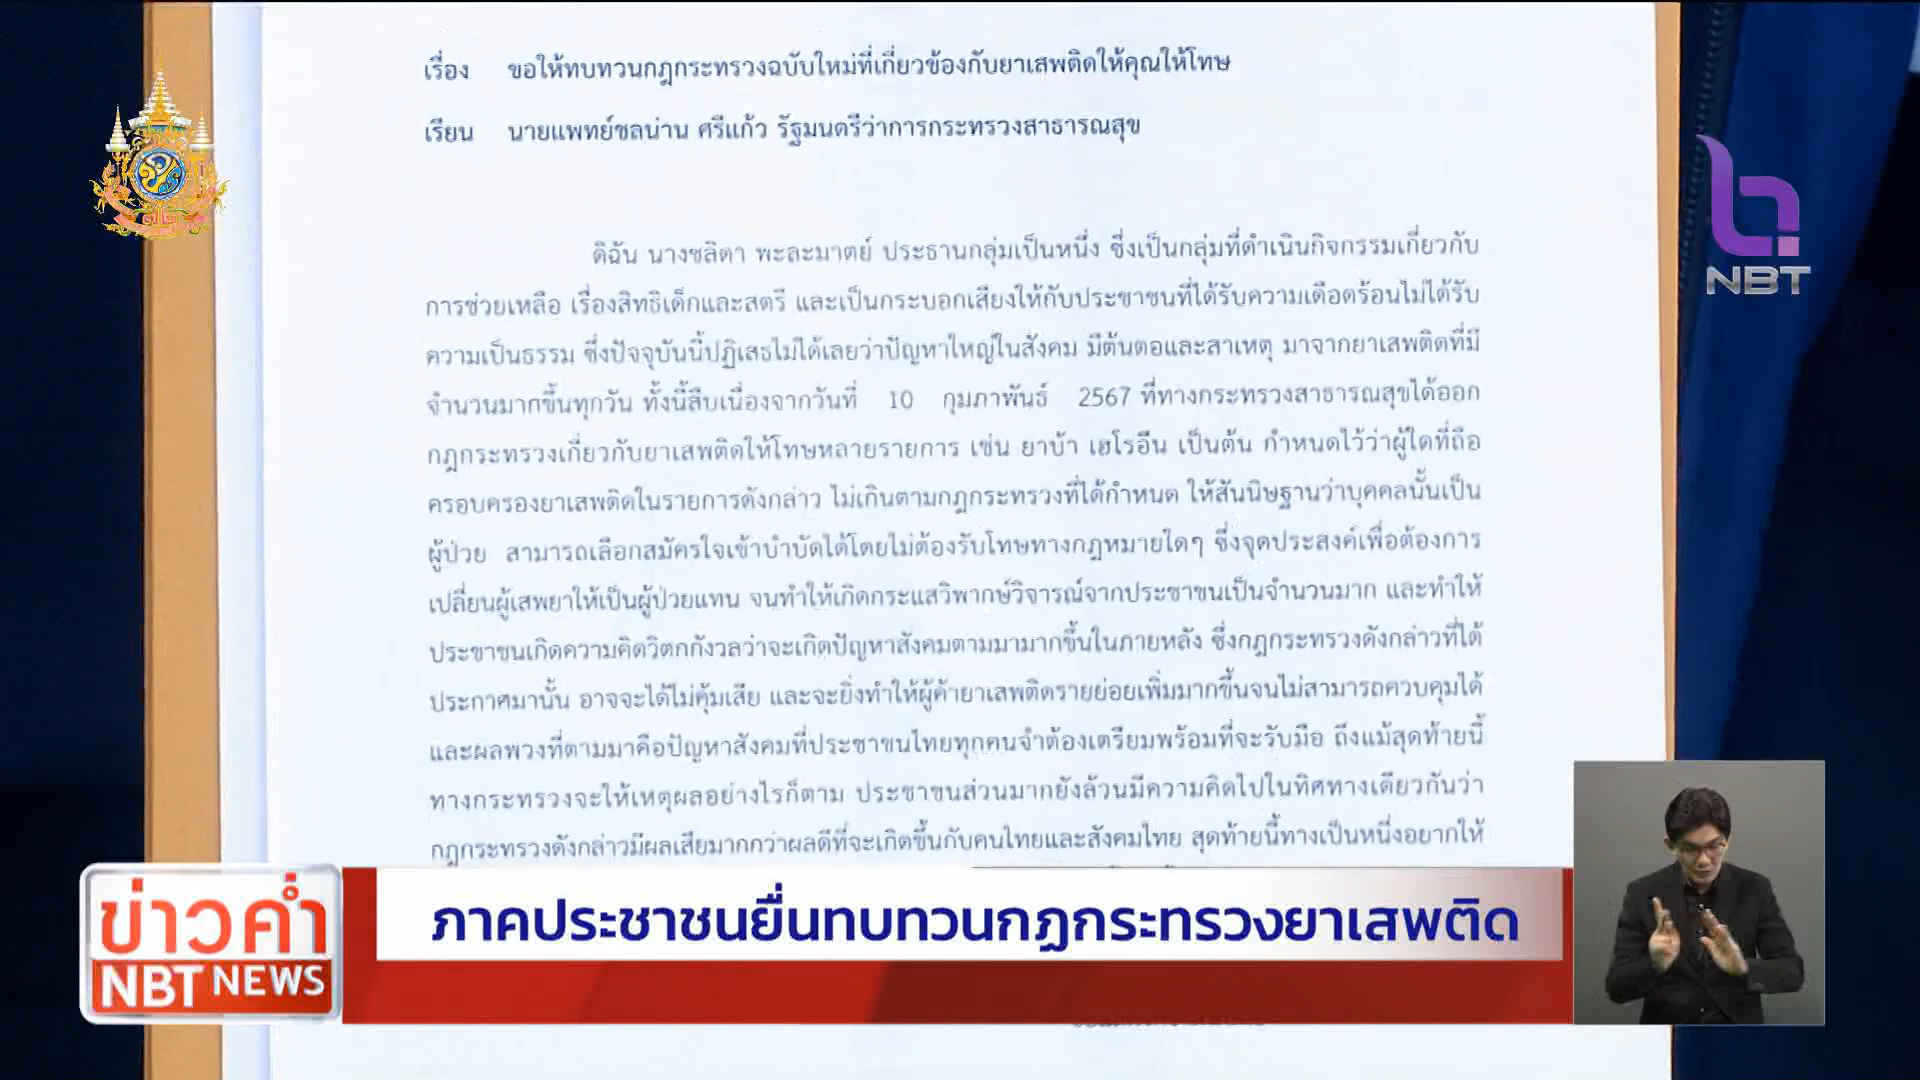 เรื่อง ขอให้ทบทวนกฎกระทรวงฉบับใหม่ที่เกี่ยวข้องกับยาเสพติดให้คุณให้โทษ
เรียน นายแพทย์ชลน่าน ศรีแก้ว รัฐมนตรีว่าการกระทรวงสาธารณสุข
๗๒
NBT
ดิฉัน นางชลิดา พะละมาตย์ ประธานกลุ่มเป็นหนึ่ง ซึ่งเป็นกลุ่มที่ดำเนินกิจกรรมเกี่ยวกับ
การช่วยเหลือ เรื่องสิทธิเด็กและสตรี และเป็นกระบอกเสียงให้กับประชาชนที่ได้รับความเดือดร้อนไม่ได้รับ
ความเป็นธรรม ซึ่งปัจจุบันนี้ปฏิเสธไม่ได้เลยว่าปัญหาใหญ่ในสังคม มีต้นตอและสาเหตุ มาจากยาเสพติดที่มี
จำนวนมากขึ้นทุกวัน ทั้งนี้สืบเนื่องจากวันที่ 10 กุมภาพันธ์ 2567 ที่ทางกระทรวงสาธารณสุขได้ออก
กฎกระทรวงเกี่ยวกับยาเสพติดให้โทษหลายรายการ เช่น ยาบ้า เฮโรอีน เป็นต้น กำหนดไว้ว่าผู้ใดที่ถือ
ครอบครองยาเสพติดในรายการดังกล่าว ไม่เกินตามกฎกระทรวงที่ได้กำหนด ให้สันนิษฐานว่าบุคคลนั้นเป็น
ผู้ป่วย สามารถเลือกสมัครใจเข้าบำบัดได้โดยไม่ต้องรับโทษทางกฎหมายใดๆ ซึ่งจุดประสงค์เพื่อต้องการ
เปลี่ยนผู้เสพยาให้เป็นผู้ป่วยแทน จนทำให้เกิดกระแสวิพากษ์วิจารณ์จากประชาชนเป็นจำนวนมาก และทำให้
ประชาชนเกิดความคิดวิตกกังวลว่าจะเกิดปัญหาสังคมตามมามากขึ้นในภายหลัง ซึ่งกฎกระทรวงดังกล่าวที่ได้
ประกาศมานั้น อาจจะได้ไม่คุ้มเสีย และจะยิ่งทำให้ผู้ค้ายาเสพติดรายย่อยเพิ่มมากขึ้นจนไม่สามารถควบคุมได้
และผลพวงที่ตามมาคือปัญหาสังคมที่ประชาชนไทยทุกคนจำต้องเตรียมพร้อมที่จะรับมือ ถึงแม้สุดท้ายนี้
ทางกระทรวงจะให้เหตุผลอย่างไรก็ตาม ประชาชนส่วนมากยังล้วนมีความคิดไปในทิศทางเดียวกันว่า
กฎกระทรวงดังกล่าวมีผลเสียมากกว่าผลดีที่จะเกิดขึ้นกับคนไทยและสังคมไทย สุดท้ายนี้ทางเป็นหนึ่งอยากให้
ข่าวค่ำ
NBT NEWS
ภาคประชาชนยื่นทบทวนกฎกระทรวงยาเสพติด